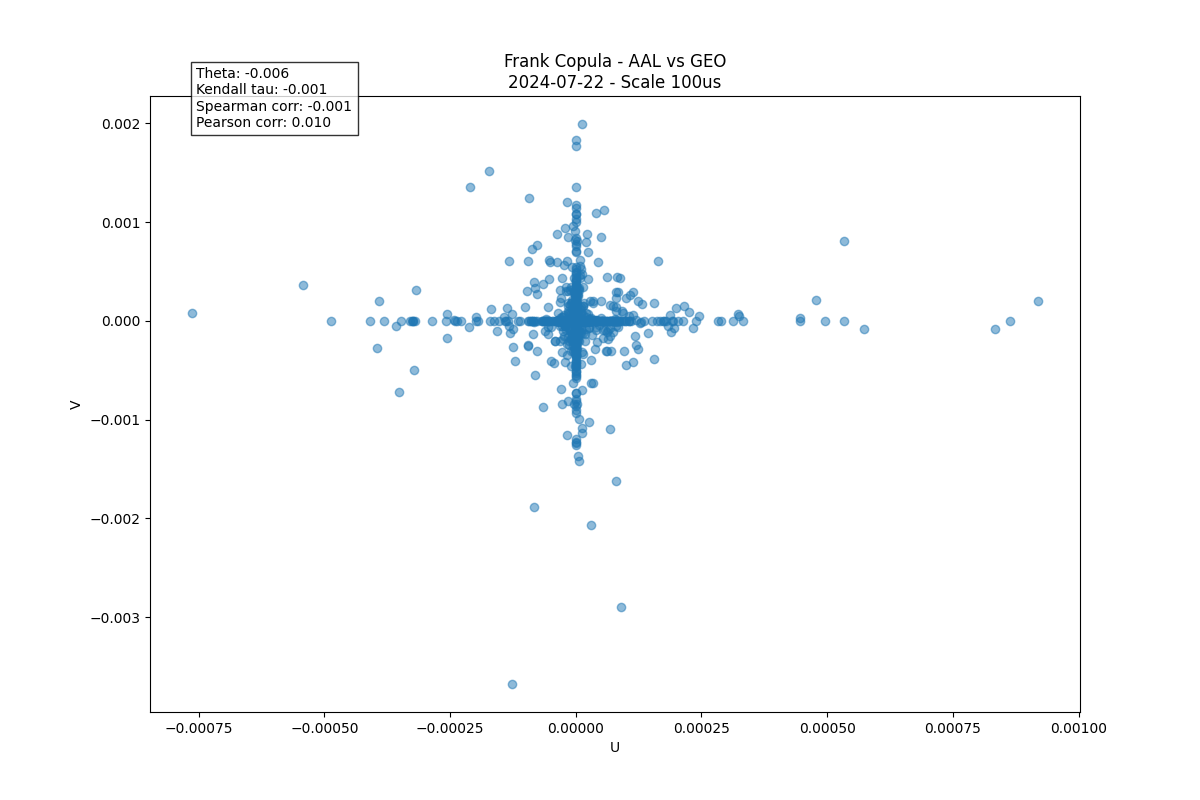 Frank Copula - AAL vs GEO
2024-07-22 - Scale 100us
Theta: -0.006
Kendall tau: -0.001
Spearman corr: -0.001
Pearson corr: 0.010
0.002
0.001
0.000
−0.001
−0.002
−0.003
V
−0.00075
−0.00050
−0.00025
0.00000
0.00025
0.00050
0.00075
0.00100
U